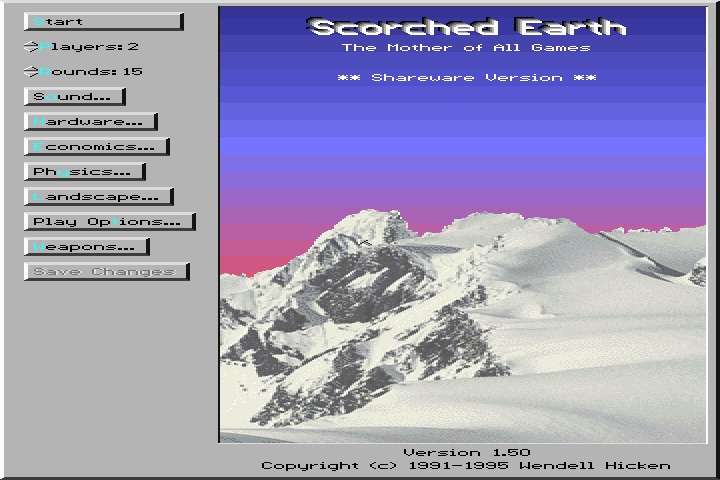 Start
Players: 2
Rounds: 15
Sound...
Hardware...
Economics...
Physics...
Landscape...
Play Options...
Weapons...
Save Changes
Scorched Earth
The Mother of All Games
** Shareware Version **
Version 1.50
Copyright (c) 1991-1995 Wendell Hicken